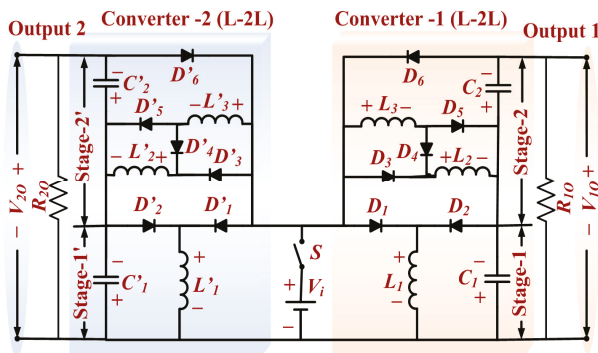 Converter -2 (L-2L)
Converter -1 (L-2L)
Output 2
Output 1
D'6
D6
C'2
C2
− +
− +
D'5
−L'3+
+ L3−
D5
Stage-2'
Stage-2
D'4
D4
− L'2+
D'3
D3
+L2 −
− V2O +
R2O
R1O
− V1O+
D'2
D'1
D1
D2
S
Stage-1'
Stage-1
C'1
− +
L'1
+ −
+ Vi −
L1
+ −
C1
− +